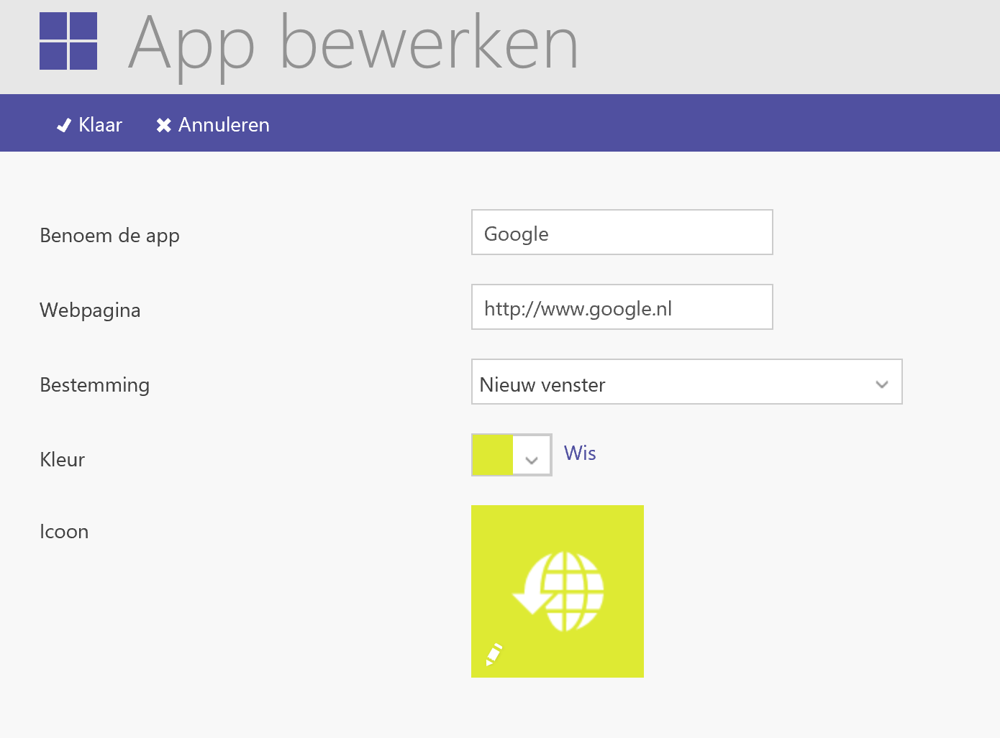 App bewerken
Klaar Annuleren
Benoem de app Google
Webpagina http://www.google.nl
Bestemming Nieuw venster
Kleur Wis
Icoon